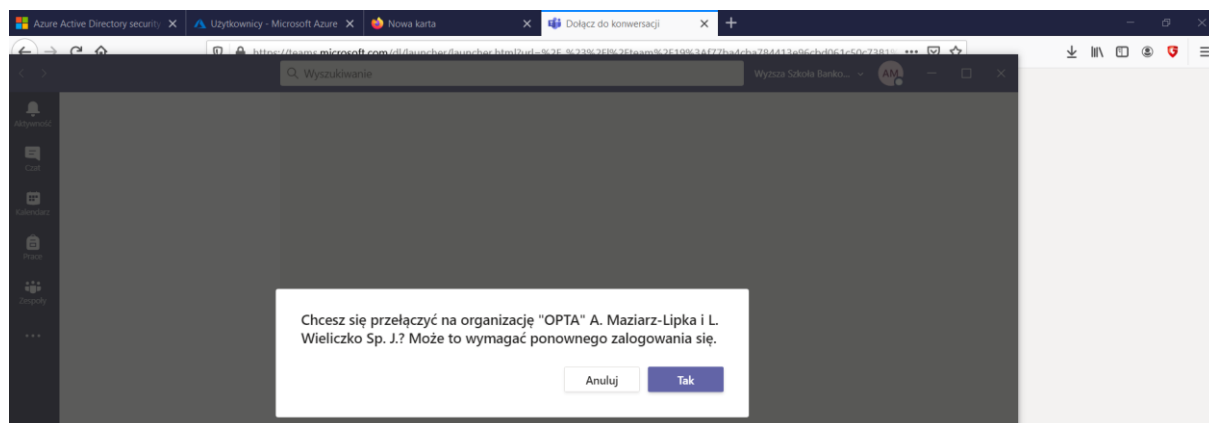 Azure Active Directory security
Użytkownicy - Microsoft Azure
Nowa karta
Dołącz do konwersacji
Wyszukiwanie
Wyższa Szkoła Banko...
AM
Aktywność
Czat
Kalendarz
Prace
Zespoły
Chcesz się przełączyć na organizację "OPTA" A. Maziarz-Lipka i L.
Wieliczko Sp. J.? Może to wymagać ponownego zalogowania się.
Anuluj
Tak